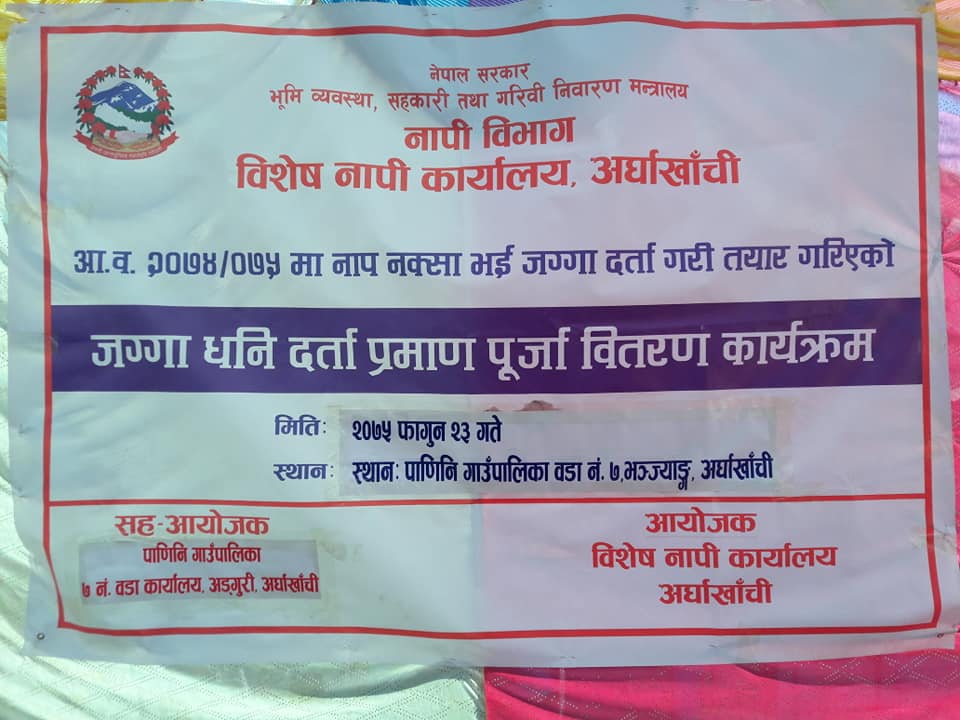 नेपाल सरकार
भूमि व्यवस्था, सहकारी तथा गरिवी निवारण मन्त्रालय
नापी विभाग
विशेष नापी कार्यालय, अर्घाखाँची
आ.व. २०७४/०७५ मा नाप नक्सा भई जग्गा दर्ता गरी तयार गरिएको
जग्गा धनि दर्ता प्रमाण पूर्जा वितरण कार्यक्रम
मितिः २०७५ फागुन २३ गते
स्थानः स्थानः पाणिनि गाउँपालिका वडा नं. ७,भञ्ज्याङ्ग, अर्घाखाँची
सह-आयोजक
पाणिनि गाउँपालिका
७ नं. वडा कार्यालय, अड्गुरी, अर्घाखाँची
आयोजक
विशेष नापी कार्यालय
अर्घाखाँची